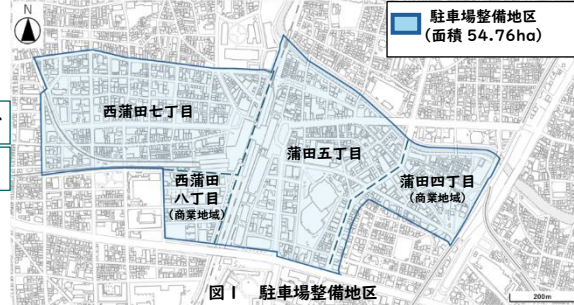 N
駐車場整備地区
(面積 54.76ha)
西蒲田七丁目
蒲田五丁目
西蒲田
八丁目
(商業地域)
蒲田四丁目
(商業地域)
図1 駐車場整備地区
200m